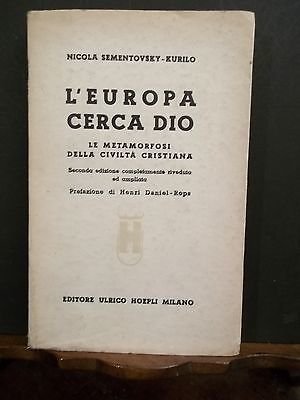 NICOLA SEMENTOVSKY-KURILO
L'EUROPA
CERCA DIO
LE METAMORFOSI
DELLA CIVILTÀ CRISTIANA
Seconda edizione completamente riveduta
ed ampliata
Prefazione di Henri Daniel-Rops
H
EDITORE ULRICO HOEPLI MILANO